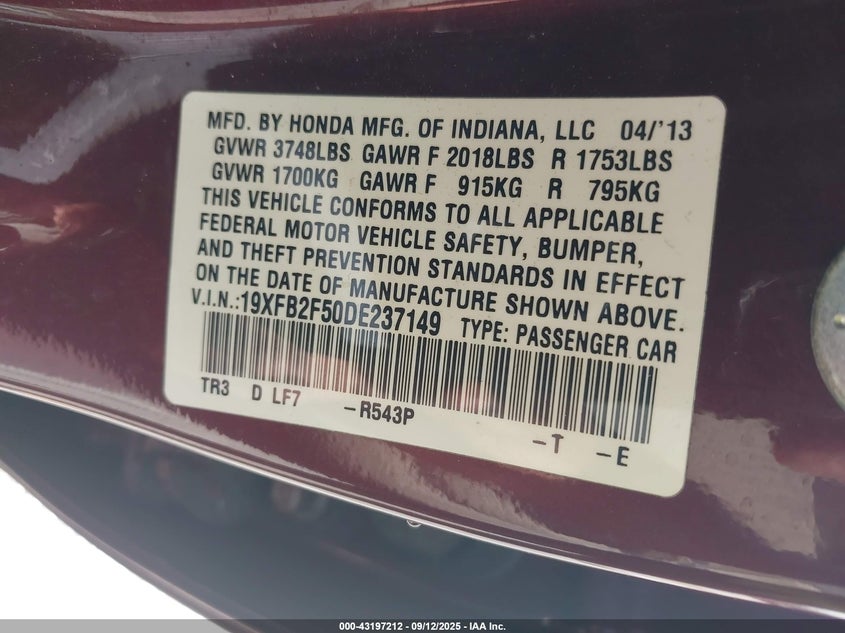 MFD. BY HONDA MFG. OF INDIANA, LLC 04/'13
GVWR 3748LBS GAWR F 2018LBS R 1753LBS
GVWR 1700KG GAWR F 915KG R 795KG
THIS VEHICLE CONFORMS TO ALL APPLICABLE
FEDERAL MOTOR VEHICLE SAFETY, BUMPER,
AND THEFT PREVENTION STANDARDS IN EFFECT
ON THE DATE OF MANUFACTURE SHOWN ABOVE.
V.I.N.:19XFB2F50DE237149 TYPE: PASSENGER CAR
TR3 D LF7 -R543P -T -E
000-43197212 - 09/12/2025 - IAA Inc.